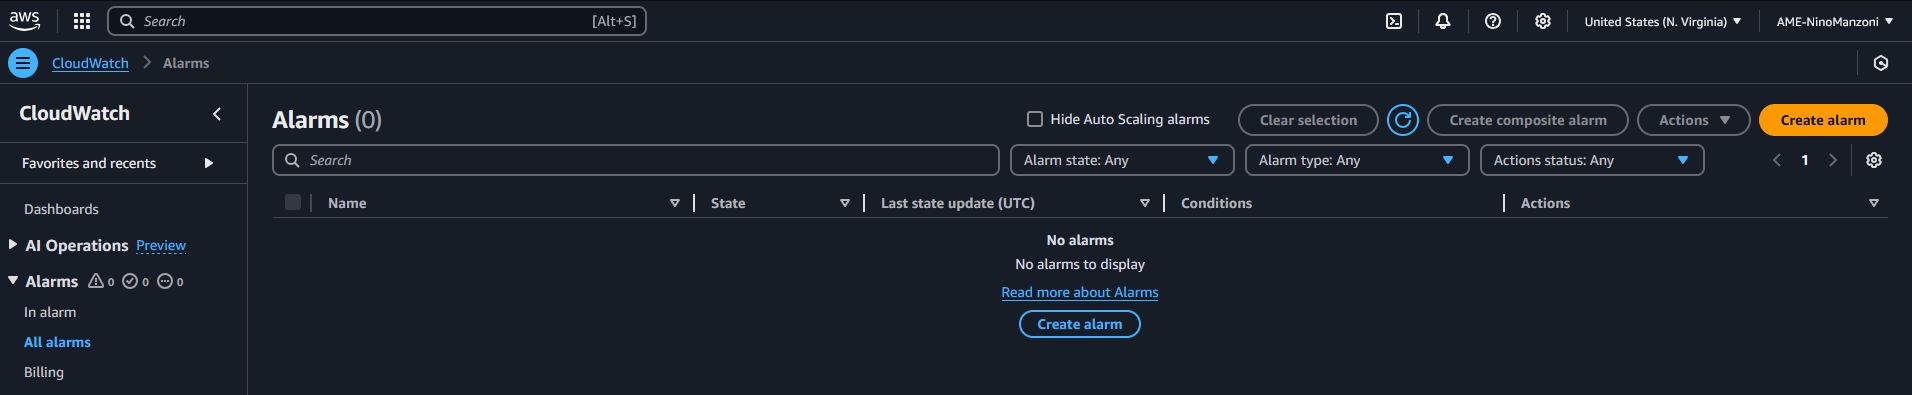 aws Search [Alt+S] United States (N. Virginia) AME-NinoManzoni
CloudWatch Alarms
CloudWatch
Favorites and recents
Dashboards
AI Operations Preview
Alarms 0 0 0
In alarm
All alarms
Billing
Alarms (0) Hide Auto Scaling alarms Clear selection Create composite alarm Actions Create alarm
Search Alarm state: Any Alarm type: Any Actions status: Any 1
Name State Last state update (UTC) Conditions Actions
No alarms
No alarms to display
Read more about Alarms
Create alarm